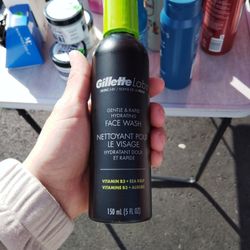 GilletteLabs
GENTLE & RAPID
HYDRATING
FACE WASH
NETTOYANT POUR
LE VISAGE
HYDRATANT DOUX
ET RAPIDE
VITAMIN B3 + SEA KELP
VITAMINE B3 + ALGUES
150 mL (5 fl OZ)